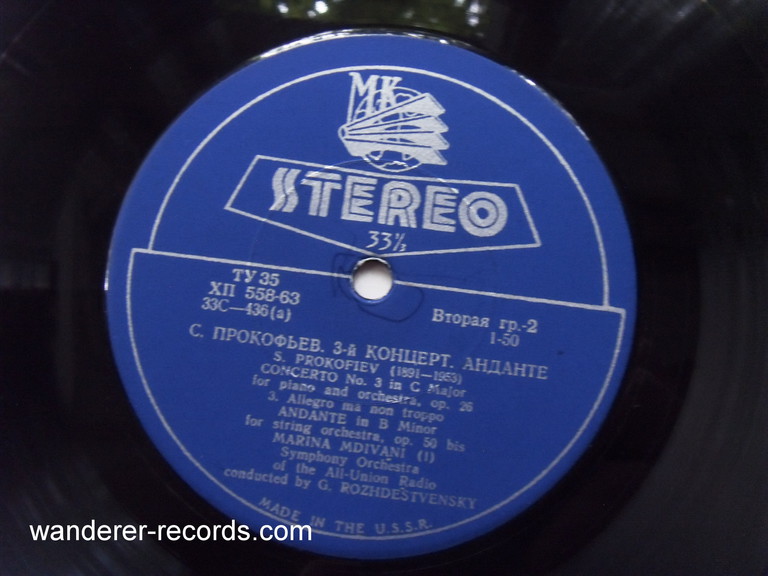 МК
STEREO
33⅓
ТУ 35
ХП 558-63
33С—436(а)
Вторая гр.-2
1-50
С. ПРОКОФЬЕВ. 3-й КОНЦЕРТ. АНДАНТЕ
S. PROKOFIEV (1891—1953)
CONCERTO No. 3 in C Major
for piano and orchestra, op. 26
3. Allegro ma non troppo
ANDANTE in B Minor
for string orchestra, op. 50 bis
MARINA MDIVANI (1)
Symphony Orchestra
of the All-Union Radio
conducted by G. ROZHDESTVENSKY
MADE IN THE U.S.S.R.
wanderer-records.com